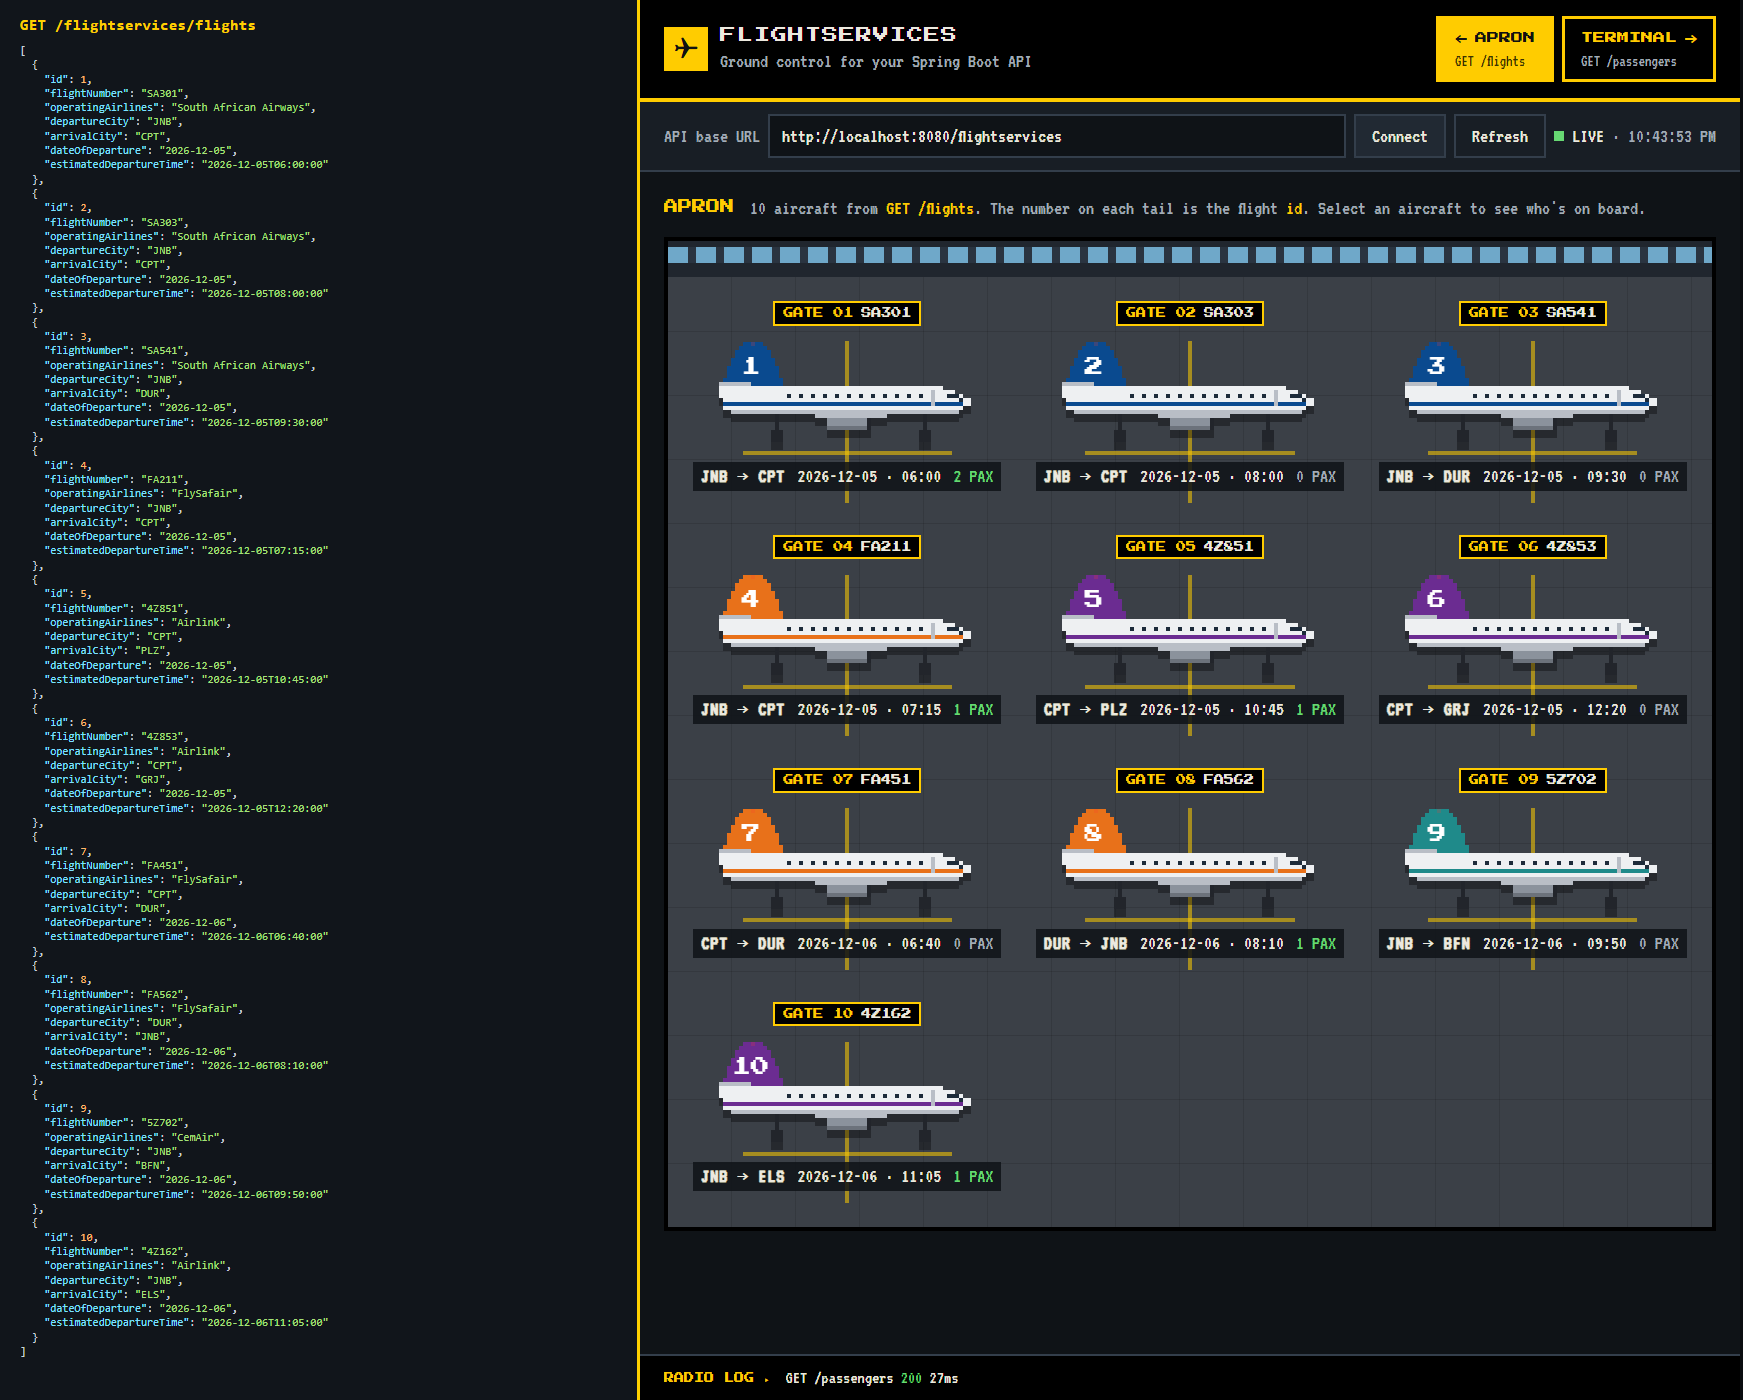 GET /flightservices/flights
[
{
"id": 1,
"flightNumber": "SA301",
"operatingAirlines": "South African Airways",
"departureCity": "JNB",
"arrivalCity": "CPT",
"dateOfDeparture": "2026-12-05",
"estimatedDepartureTime": "2026-12-05T06:00:00"
},
{
"id": 2,
"flightNumber": "SA303",
"operatingAirlines": "South African Airways",
"departureCity": "JNB",
"arrivalCity": "CPT",
"dateOfDeparture": "2026-12-05",
"estimatedDepartureTime": "2026-12-05T08:00:00"
},
{
"id": 3,
"flightNumber": "SA541",
"operatingAirlines": "South African Airways",
"departureCity": "JNB",
"arrivalCity": "DUR",
"dateOfDeparture": "2026-12-05",
"estimatedDepartureTime": "2026-12-05T09:30:00"
},
{
"id": 4,
"flightNumber": "FA211",
"operatingAirlines": "FlySafair",
"departureCity": "JNB",
"arrivalCity": "CPT",
"dateOfDeparture": "2026-12-05",
"estimatedDepartureTime": "2026-12-05T07:15:00"
},
{
"id": 5,
"flightNumber": "4Z851",
"operatingAirlines": "Airlink",
"departureCity": "CPT",
"arrivalCity": "PLZ",
"dateOfDeparture": "2026-12-05",
"estimatedDepartureTime": "2026-12-05T10:45:00"
},
{
"id": 6,
"flightNumber": "4Z853",
"operatingAirlines": "Airlink",
"departureCity": "CPT",
"arrivalCity": "GRJ",
"dateOfDeparture": "2026-12-05",
"estimatedDepartureTime": "2026-12-05T12:20:00"
},
{
"id": 7,
"flightNumber": "FA451",
"operatingAirlines": "FlySafair",
"departureCity": "CPT",
"arrivalCity": "DUR",
"dateOfDeparture": "2026-12-06",
"estimatedDepartureTime": "2026-12-06T06:40:00"
},
{
"id": 8,
"flightNumber": "FA562",
"operatingAirlines": "FlySafair",
"departureCity": "DUR",
"arrivalCity": "JNB",
"dateOfDeparture": "2026-12-06",
"estimatedDepartureTime": "2026-12-06T08:10:00"
},
{
"id": 9,
"flightNumber": "5Z702",
"operatingAirlines": "CemAir",
"departureCity": "JNB",
"arrivalCity": "BFN",
"dateOfDeparture": "2026-12-06",
"estimatedDepartureTime": "2026-12-06T09:50:00"
},
{
"id": 10,
"flightNumber": "4Z162",
"operatingAirlines": "Airlink",
"departureCity": "JNB",
"arrivalCity": "ELS",
"dateOfDeparture": "2026-12-06",
"estimatedDepartureTime": "2026-12-06T11:05:00"
}
]
FLIGHTSERVICES
Ground control for your Spring Boot API
← APRON
GET /flights
TERMINAL →
GET /passengers
API base URL http://localhost:8080/flightservices Connect Refresh LIVE · 10:43:53 PM
APRON 10 aircraft from GET /flights. The number on each tail is the flight id. Select an aircraft to see who's on board.
GATE 01 SA301 GATE 02 SA303 GATE 03 SA541
1 2 3
JNB → CPT 2026-12-05 · 06:00 2 PAX JNB → CPT 2026-12-05 · 08:00 0 PAX JNB → DUR 2026-12-05 · 09:30 0 PAX
GATE 04 FA211 GATE 05 4Z851 GATE 06 4Z853
4 5 6
JNB → CPT 2026-12-05 · 07:15 1 PAX CPT → PLZ 2026-12-05 · 10:45 1 PAX CPT → GRJ 2026-12-05 · 12:20 0 PAX
GATE 07 FA451 GATE 08 FA562 GATE 09 5Z702
7 8 9
CPT → DUR 2026-12-06 · 06:40 0 PAX DUR → JNB 2026-12-06 · 08:10 1 PAX JNB → BFN 2026-12-06 · 09:50 0 PAX
GATE 10 4Z162
10
JNB → ELS 2026-12-06 · 11:05 1 PAX
RADIO LOG GET /passengers 200 27ms